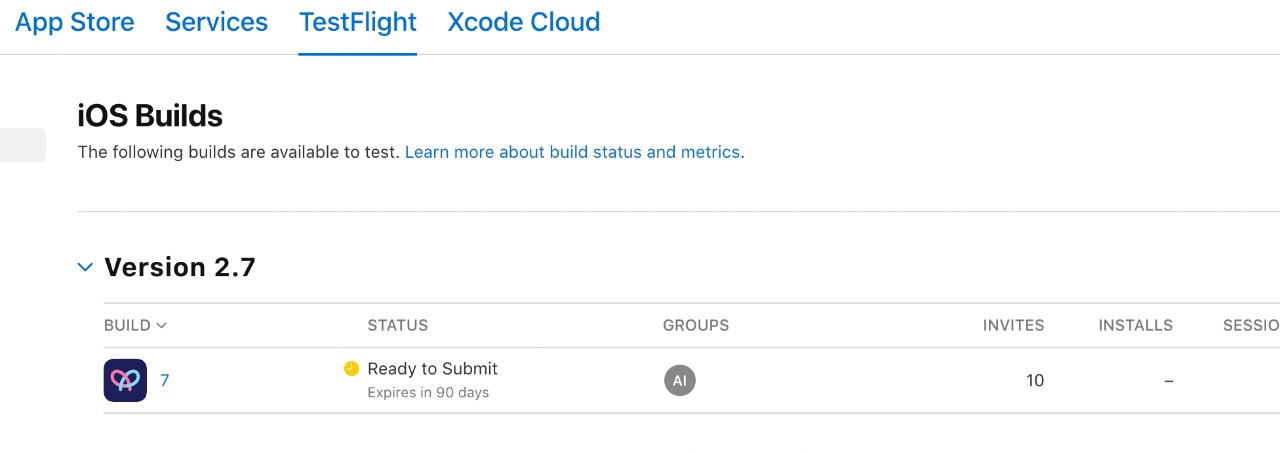 App Store Services TestFlight Xcode Cloud
iOS Builds
The following builds are available to test. Learn more about build status and metrics.
Version 2.7
BUILD STATUS GROUPS INVITES INSTALLS SESSIO
7 Ready to Submit AI 10 –
Expires in 90 days